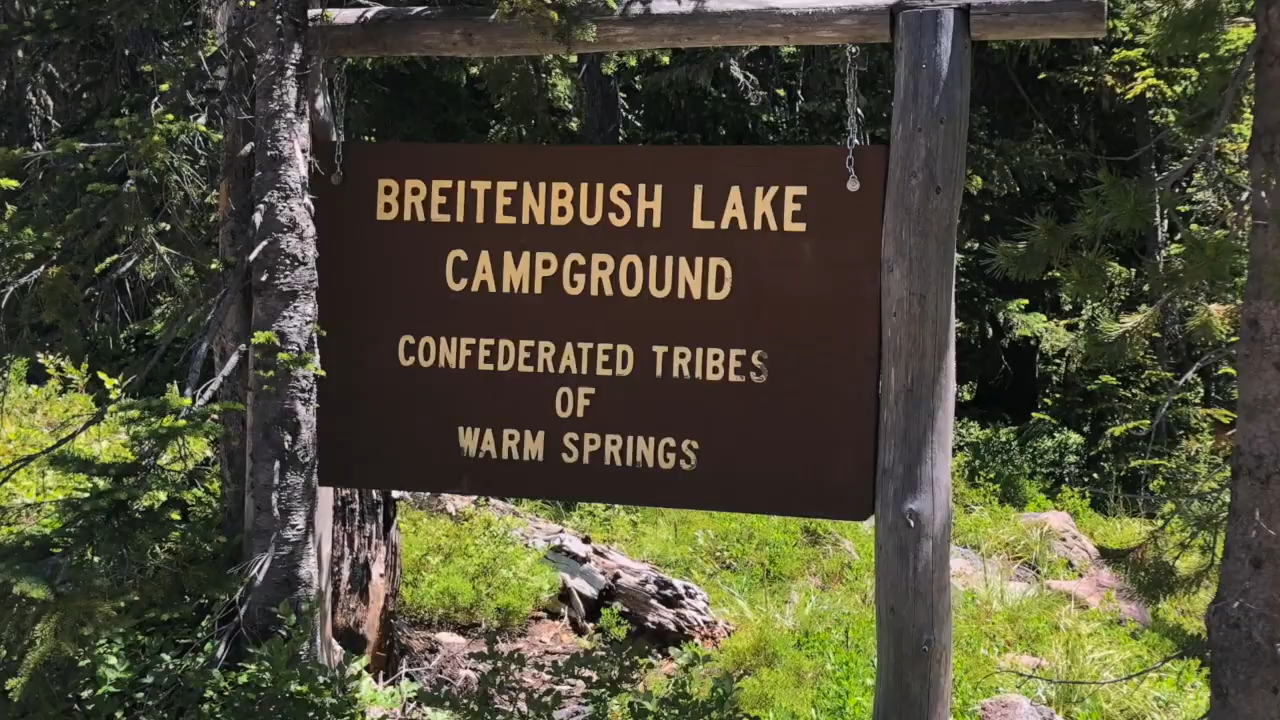 BREITENBUSH LAKE
CAMPGROUND
CONFEDERATED TRIBES
OF
WARM SPRINGS